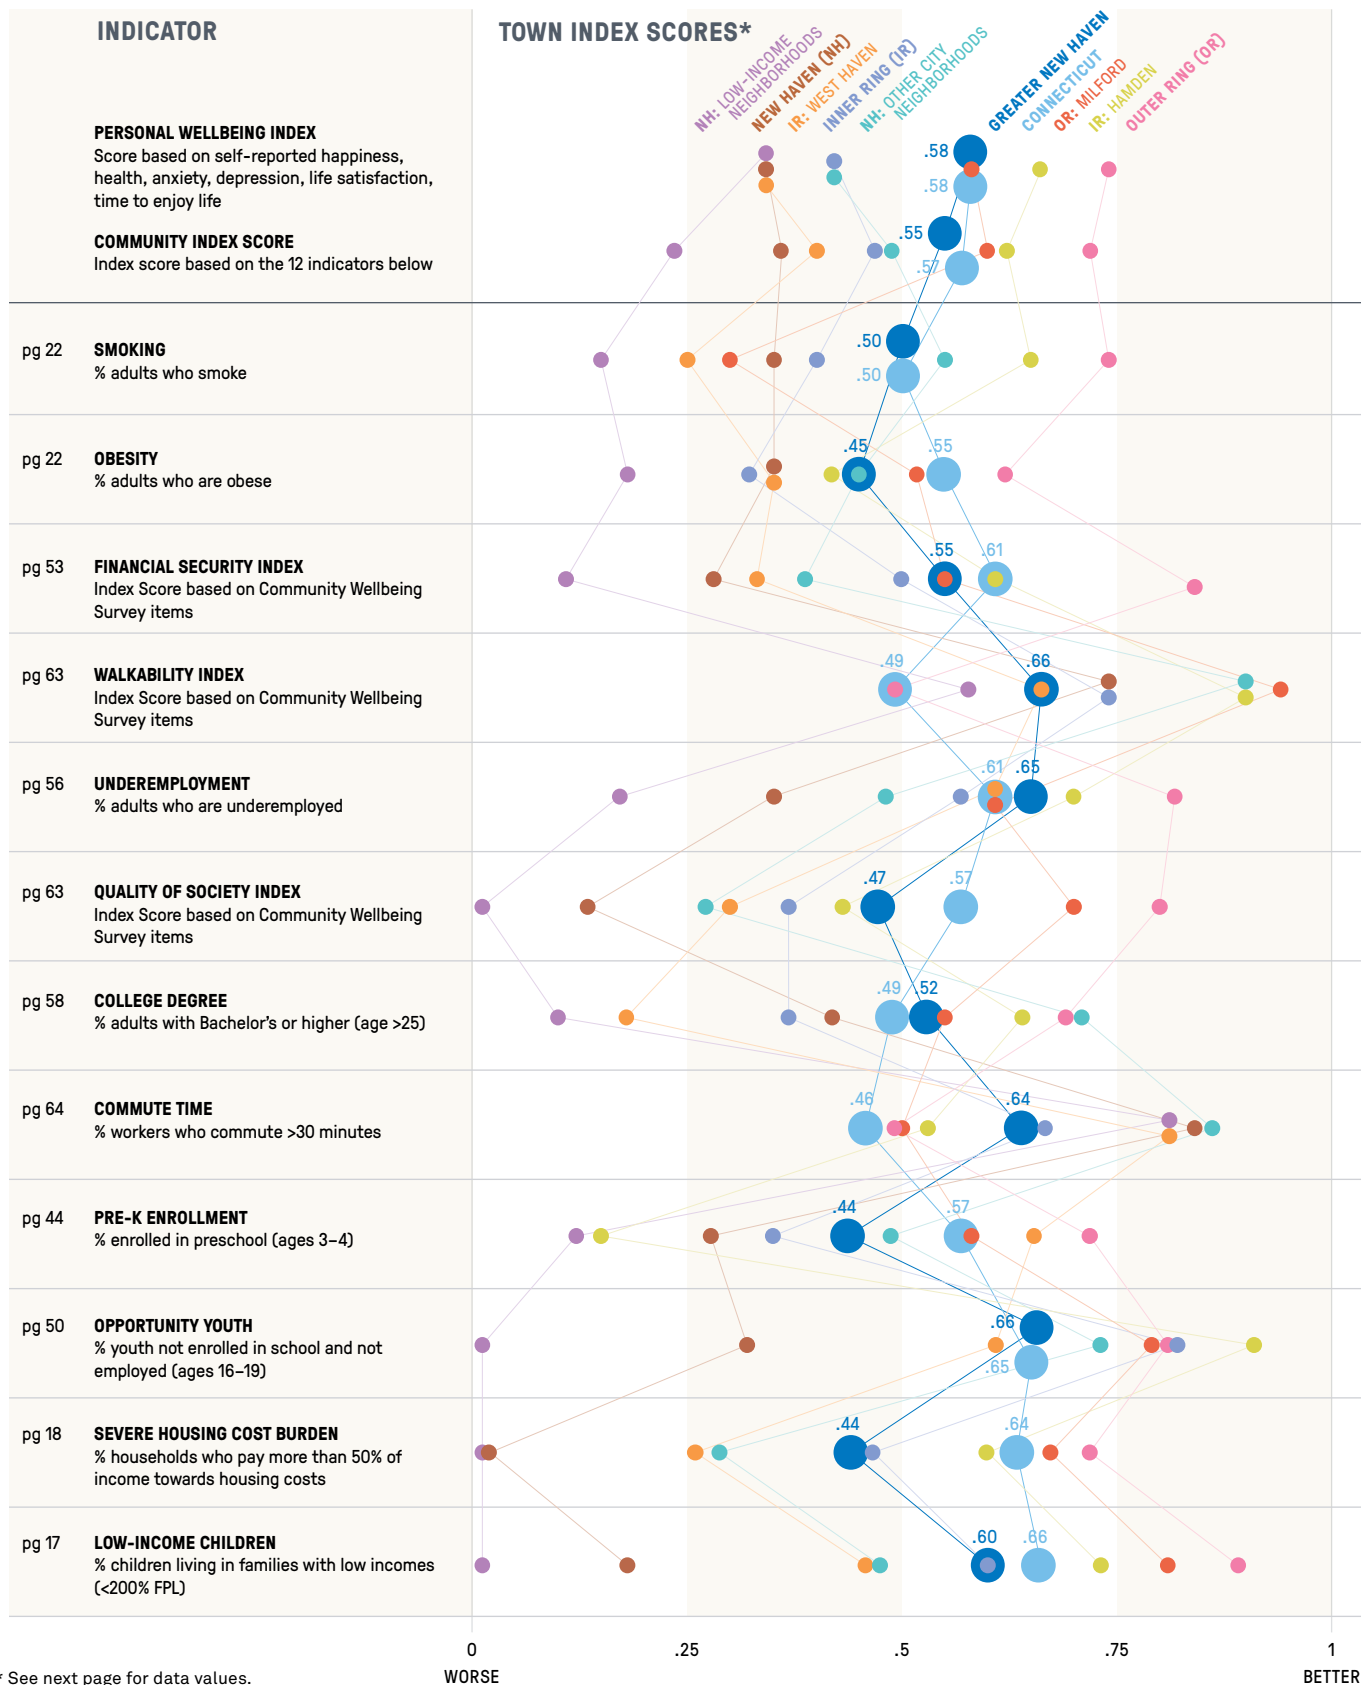 INDICATOR
TOWN INDEX SCORES*
NH: LOW-INCOME
NEIGHBORHOODS
NEW HAVEN (NH)
IR: WEST HAVEN
INNER RING (IR)
NH: OTHER CITY
NEIGHBORHOODS
GREATER NEW HAVEN
CONNECTICUT
OR: MILFORD
IR: HAMDEN
OUTER RING (OR)
PERSONAL WELLBEING INDEX
Score based on self-reported happiness,
health, anxiety, depression, life satisfaction,
time to enjoy life
.58
.58
COMMUNITY INDEX SCORE
Index score based on the 12 indicators below
.55
.57
pg 22 SMOKING
% adults who smoke
.50
.50
pg 22 OBESITY
% adults who are obese
.45 .55
pg 53 FINANCIAL SECURITY INDEX
Index Score based on Community Wellbeing
Survey items
.55 .61
pg 63 WALKABILITY INDEX
Index Score based on Community Wellbeing
Survey items
.49 .66
pg 56 UNDEREMPLOYMENT
% adults who are underemployed
.61 .65
pg 63 QUALITY OF SOCIETY INDEX
Index Score based on Community Wellbeing
Survey items
.47 .57
pg 58 COLLEGE DEGREE
% adults with Bachelor's or higher (age >25)
.49 .52
pg 64 COMMUTE TIME
% workers who commute >30 minutes
.46 .64
pg 44 PRE-K ENROLLMENT
% enrolled in preschool (ages 3–4)
.44 .57
pg 50 OPPORTUNITY YOUTH
% youth not enrolled in school and not
employed (ages 16–19)
.66
.65
pg 18 SEVERE HOUSING COST BURDEN
% households who pay more than 50% of
income towards housing costs
.44 .64
pg 17 LOW-INCOME CHILDREN
% children living in families with low incomes
(<200% FPL)
.60 .66
0 .25 .5 .75 1
WORSE BETTER
* See next page for data values.